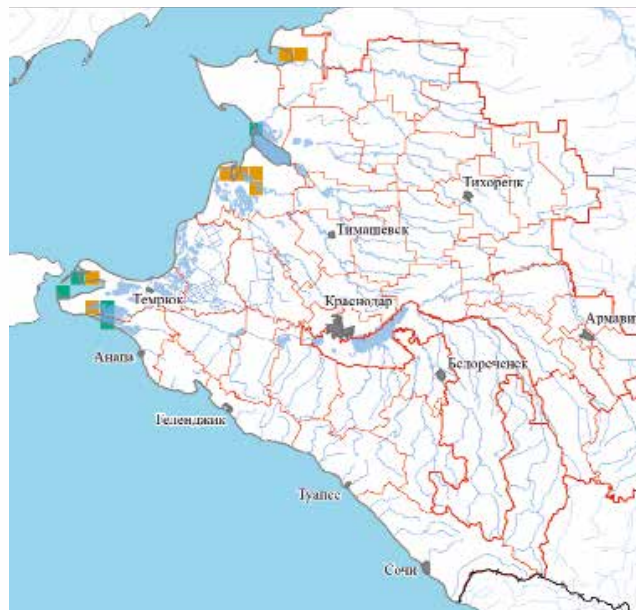 Тихорецк
Тимашевск
Темрюк
Краснодар
Армавир
Анапа
Белореченск
Геленджик
Туапсе
Сочи